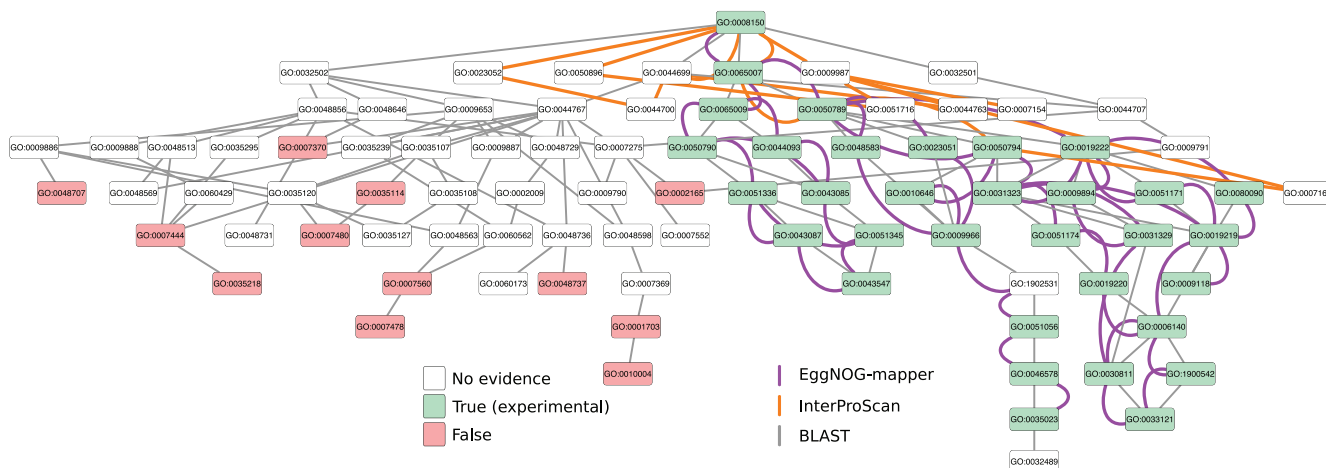 GO:0008150
GO:0032502 GO:0023052 GO:0050896 GO:0044699 GO:0065007 GO:0009987 GO:0032501
GO:0048856 GO:0048646 GO:0009653 GO:0044767 GO:0044700 GO:0065009 GO:0050789 GO:0051716 GO:0044763 GO:0007154 GO:0044707
GO:0009886 GO:0009888 GO:0048513 GO:0035295 GO:0007370 GO:0035239 GO:0035107 GO:0009887 GO:0048729 GO:0007275 GO:0050790 GO:0044093 GO:0048583 GO:0023051 GO:0050794 GO:0019222 GO:0009791
GO:0048707 GO:0048569 GO:0060429 GO:0035120 GO:0035114 GO:0035108 GO:0002009 GO:0009790 GO:0002165 GO:0051336 GO:0043085 GO:0010646 GO:0031323 GO:0009894 GO:0051171 GO:0080090 GO:000716
GO:0007444 GO:0048731 GO:0007480 GO:0035127 GO:0048563 GO:0060562 GO:0048736 GO:0048598 GO:0007552 GO:0043087 GO:0051345 GO:0009966 GO:0051174 GO:0031329 GO:0019219
GO:0035218 GO:0007560 GO:0060173 GO:0048737 GO:0007369 GO:0043547 GO:1902531 GO:0019220 GO:0009118
GO:0007478 GO:0001703 GO:0051056 GO:0006140
GO:0010004 GO:0046578 GO:0030811 GO:1900542
GO:0035023 GO:0033121
GO:0032489
No evidence
True (experimental)
False
EggNOG-mapper
InterProScan
BLAST